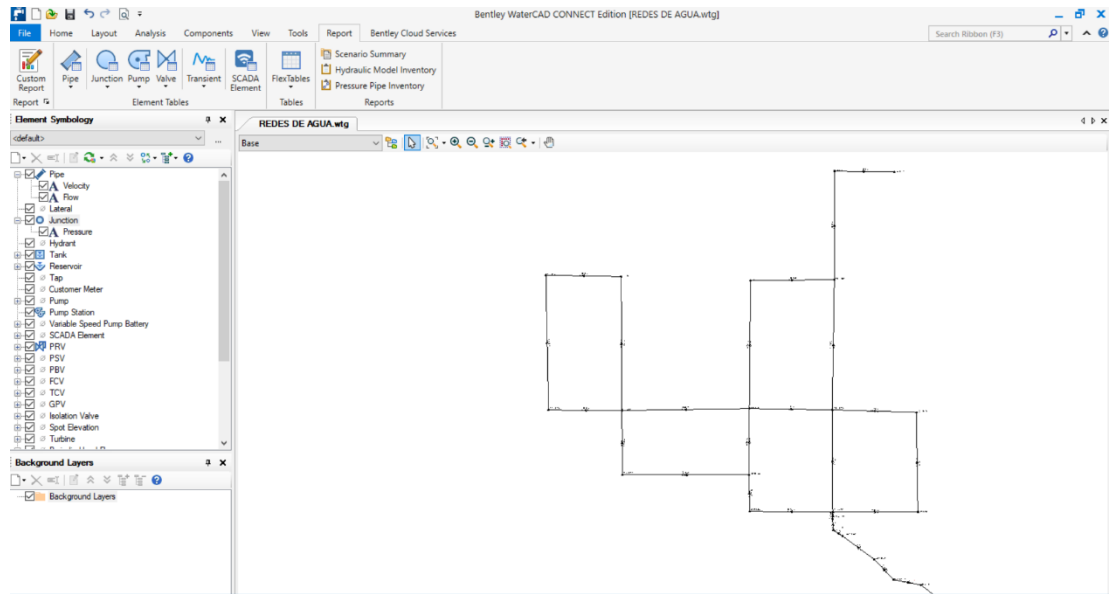 Bentley WaterCAD CONNECT Edition [REDES DE AGUA.wtg]
File Home Layout Analysis Components View Tools Report Bentley Cloud Services Search Ribbon (F3)
Custom Report Pipe Junction Pump Valve Transient SCADA Element FlexTables Scenario Summary
Hydraulic Model Inventory
Pressure Pipe Inventory
Report Element Tables Tables Reports
Element Symbology REDES DE AGUA.wtg
<default> ... Base
Pipe
Velocity
Flow
Lateral
Junction
Pressure
Hydrant
Tank
Reservoir
Tap
Customer Meter
Pump
Pump Station
Variable Speed Pump Battery
SCADA Element
PRV
PSV
PBV
FCV
TCV
GPV
Isolation Valve
Spot Elevation
Turbine
Background Layers
Background Layers